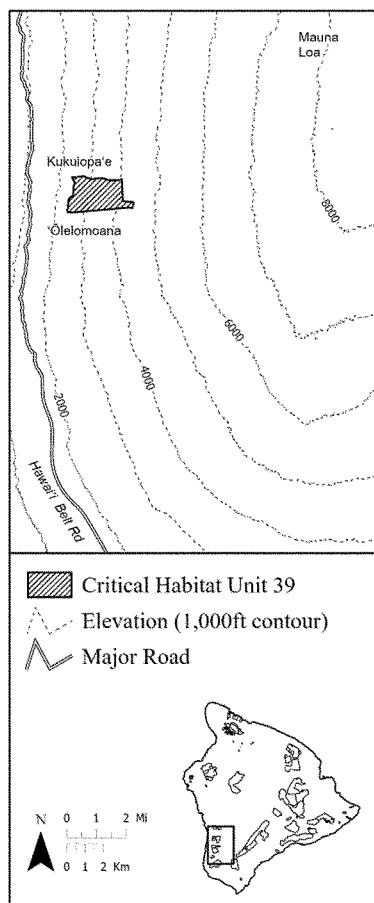 Mauna
Loa
Kukuiopa‘e
‘Ōlelomoana
8000
6000
4000
2000
Hawai‘i Belt Rd
Critical Habitat Unit 39
Elevation (1,000ft contour)
Major Road
N
0 1 2 Mi
0 1 2 Km